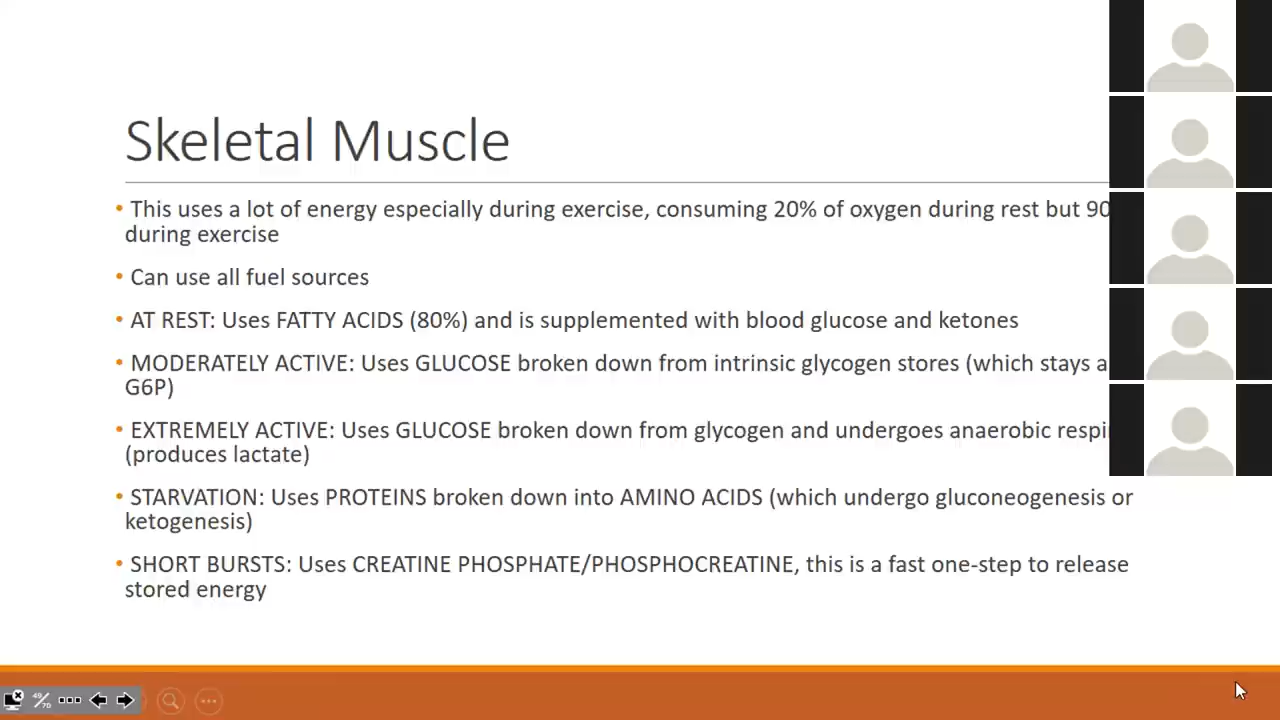 Skeletal Muscle
• This uses a lot of energy especially during exercise, consuming 20% of oxygen during rest but 90
during exercise
• Can use all fuel sources
• AT REST: Uses FATTY ACIDS (80%) and is supplemented with blood glucose and ketones
• MODERATELY ACTIVE: Uses GLUCOSE broken down from intrinsic glycogen stores (which stays a
G6P)
• EXTREMELY ACTIVE: Uses GLUCOSE broken down from glycogen and undergoes anaerobic respi
(produces lactate)
• STARVATION: Uses PROTEINS broken down into AMINO ACIDS (which undergo gluconeogenesis or
ketogenesis)
• SHORT BURSTS: Uses CREATINE PHOSPHATE/PHOSPHOCREATINE, this is a fast one-step to release
stored energy
49/70